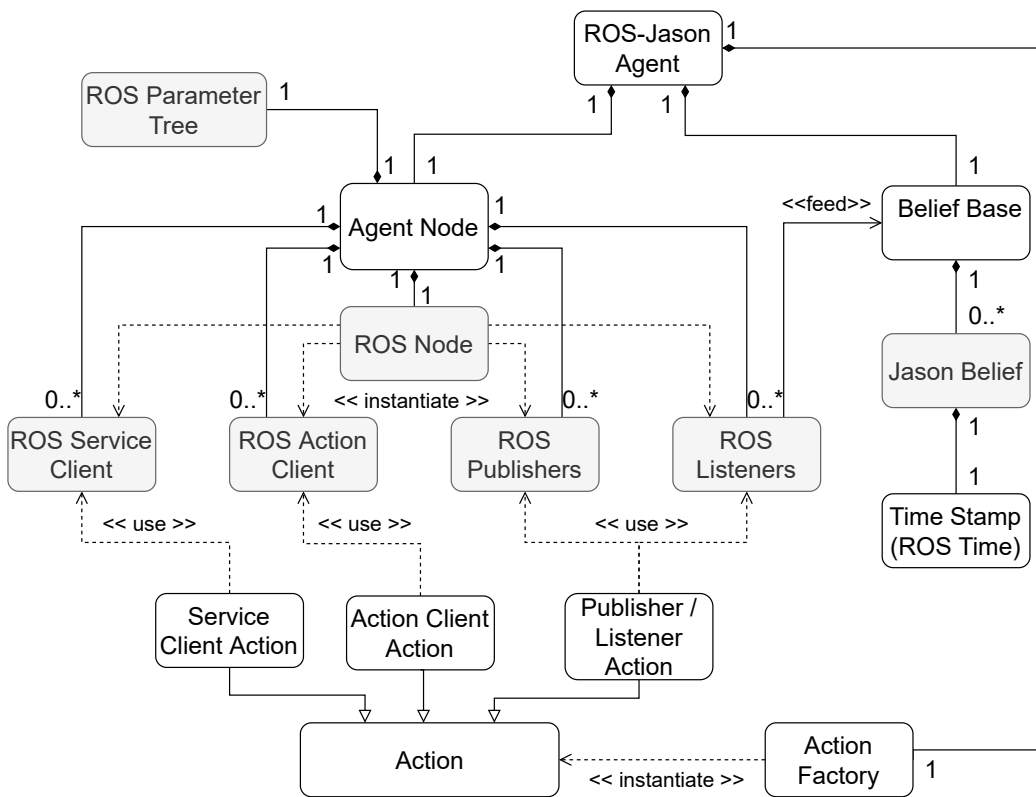 ROS-Jason
Agent
1
1
1
ROS Parameter
Tree
1
1
1
1
Agent Node
1
1
1
1
1
1
<<feed>>
Belief Base
1
1
ROS Node
<< instantiate >>
0..*
Jason Belief
1
0..*
0..*
0..*
0..*
ROS Service
Client
ROS Action
Client
ROS
Publishers
ROS
Listeners
1
Time Stamp
(ROS Time)
<< use >>
<< use >>
<< use >>
Service
Client Action
Action Client
Action
Publisher /
Listener
Action
Action
<< instantiate >>
Action
Factory
1